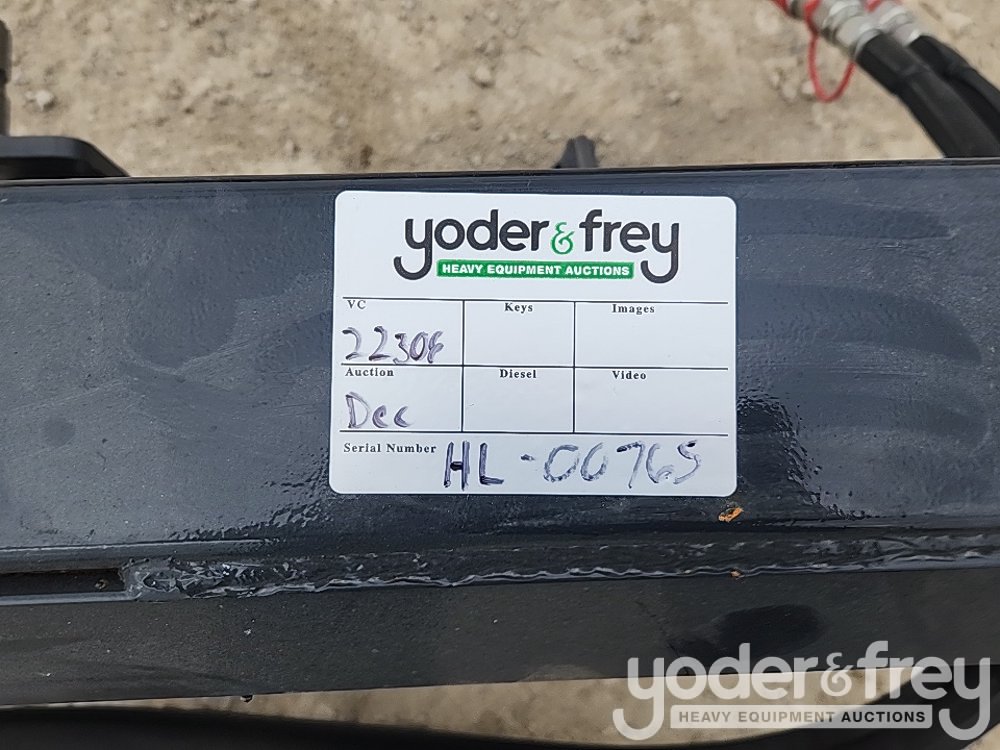 yoder & frey
HEAVY EQUIPMENT AUCTIONS
VC Keys Images
22308
Auction Diesel Video
Dec
Serial Number HL-00765
yoder & frey
HEAVY EQUIPMENT AUCTIONS